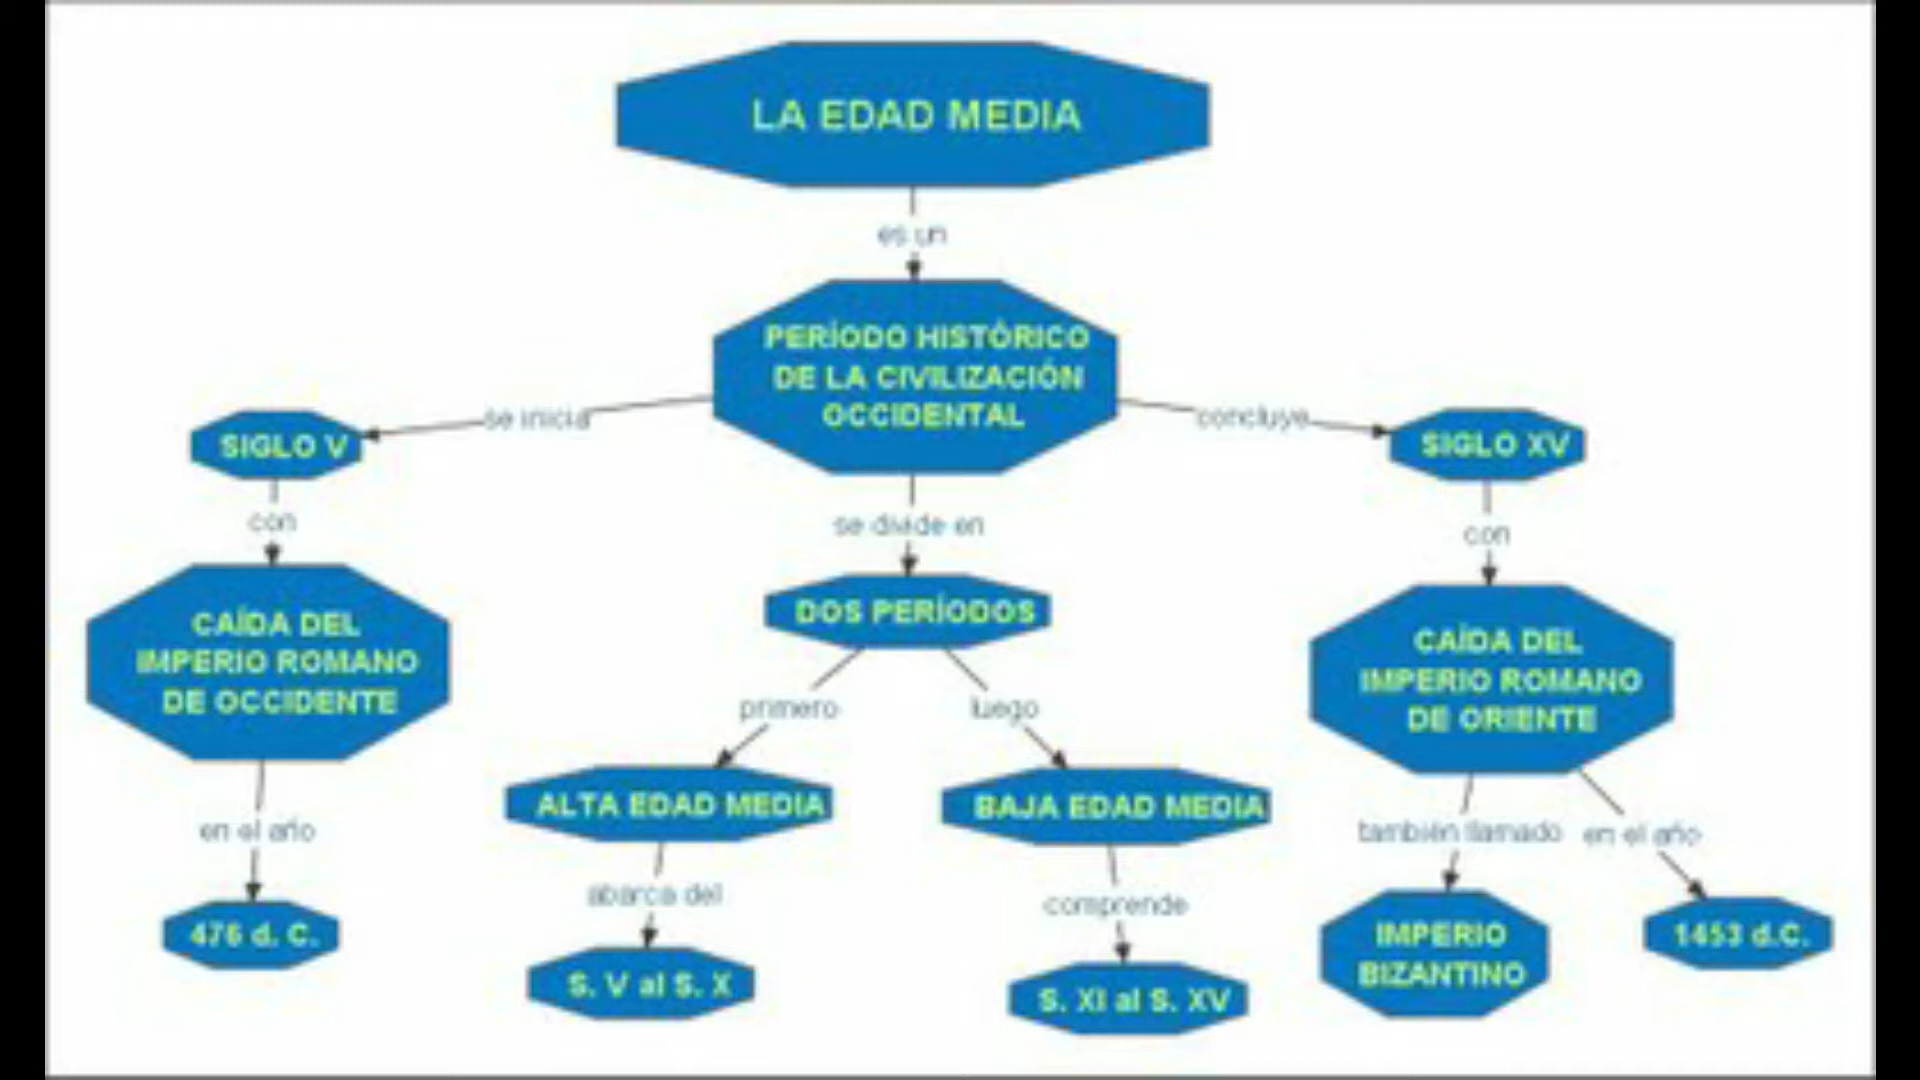 LA EDAD MEDIA
es un
PERÍODO HISTÓRICO
DE LA CIVILIZACIÓN
OCCIDENTAL
se inicia
concluye
SIGLO V
SIGLO XV
con
se divide en
con
CAÍDA DEL
IMPERIO ROMANO
DE OCCIDENTE
DOS PERÍODOS
CAÍDA DEL
IMPERIO ROMANO
DE ORIENTE
primero
luego
ALTA EDAD MEDIA
BAJA EDAD MEDIA
en el año
también llamado
en el año
abarca del
comprende
476 d. C.
IMPERIO
BIZANTINO
1453 d.C.
S. V al S. X
S. XI al S. XV